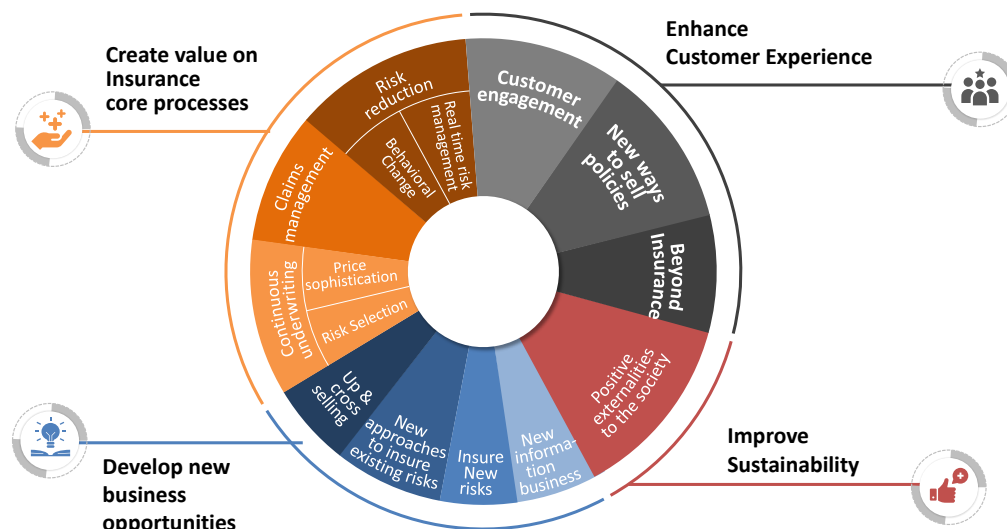 Create value on
Insurance
core processes
Enhance
Customer Experience
Risk
reduction
Real time risk
management
Behavioral
Change
Customer
engagement
New ways
to sell
policies
Claims
management
Beyond
Insurance
Continuous
underwriting
Price
sophistication
Risk Selection
Positive
externalities
to the society
Up &
cross
selling
New
approaches
to insure
existing risks
Insure
New
risks
New
informa-
tion
business
Develop new
business
opportunities
Improve
Sustainability